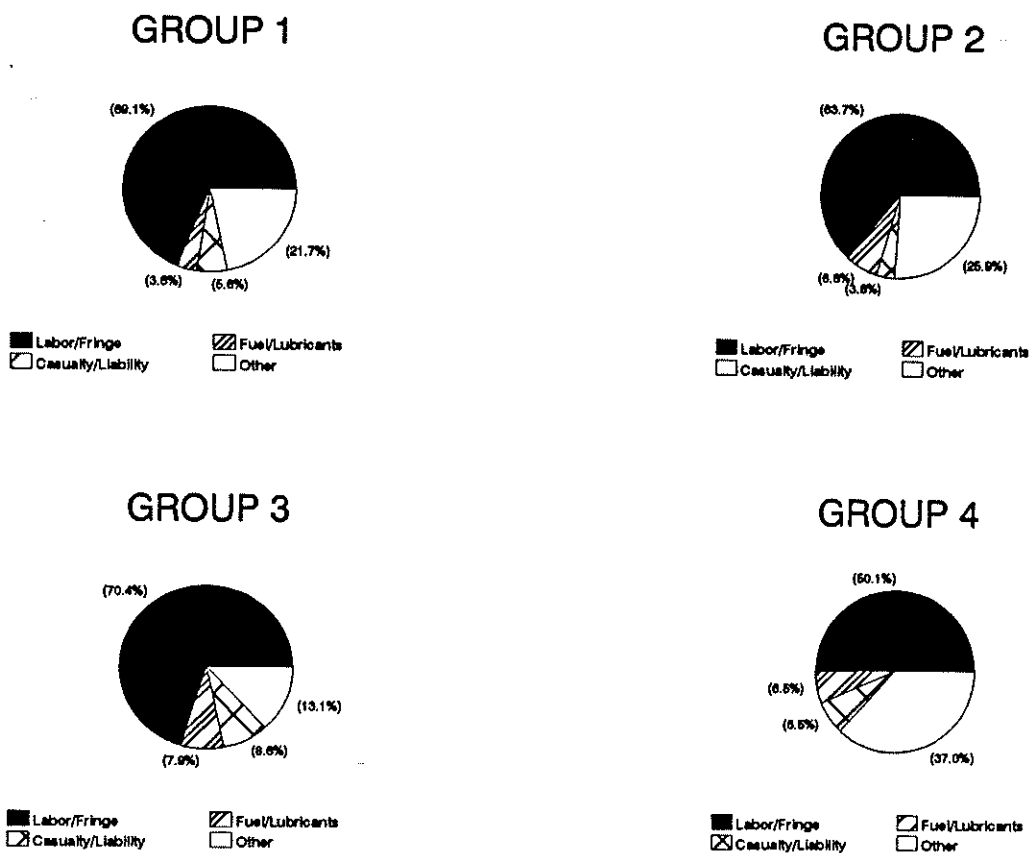 GROUP 1
(69.1%)
(21.7%)
(3.6%)
(5.6%)
Labor/Fringe
Fuel/Lubricants
Casualty/Liability
Other
GROUP 2
(63.7%)
(25.9%)
(6.8%)
(3.6%)
Labor/Fringe
Fuel/Lubricants
Casualty/Liability
Other
GROUP 3
(70.4%)
(13.1%)
(8.6%)
(7.9%)
Labor/Fringe
Fuel/Lubricants
Casualty/Liability
Other
GROUP 4
(50.1%)
(6.5%)
(6.5%)
(37.0%)
Labor/Fringe
Fuel/Lubricants
Casualty/Liability
Other